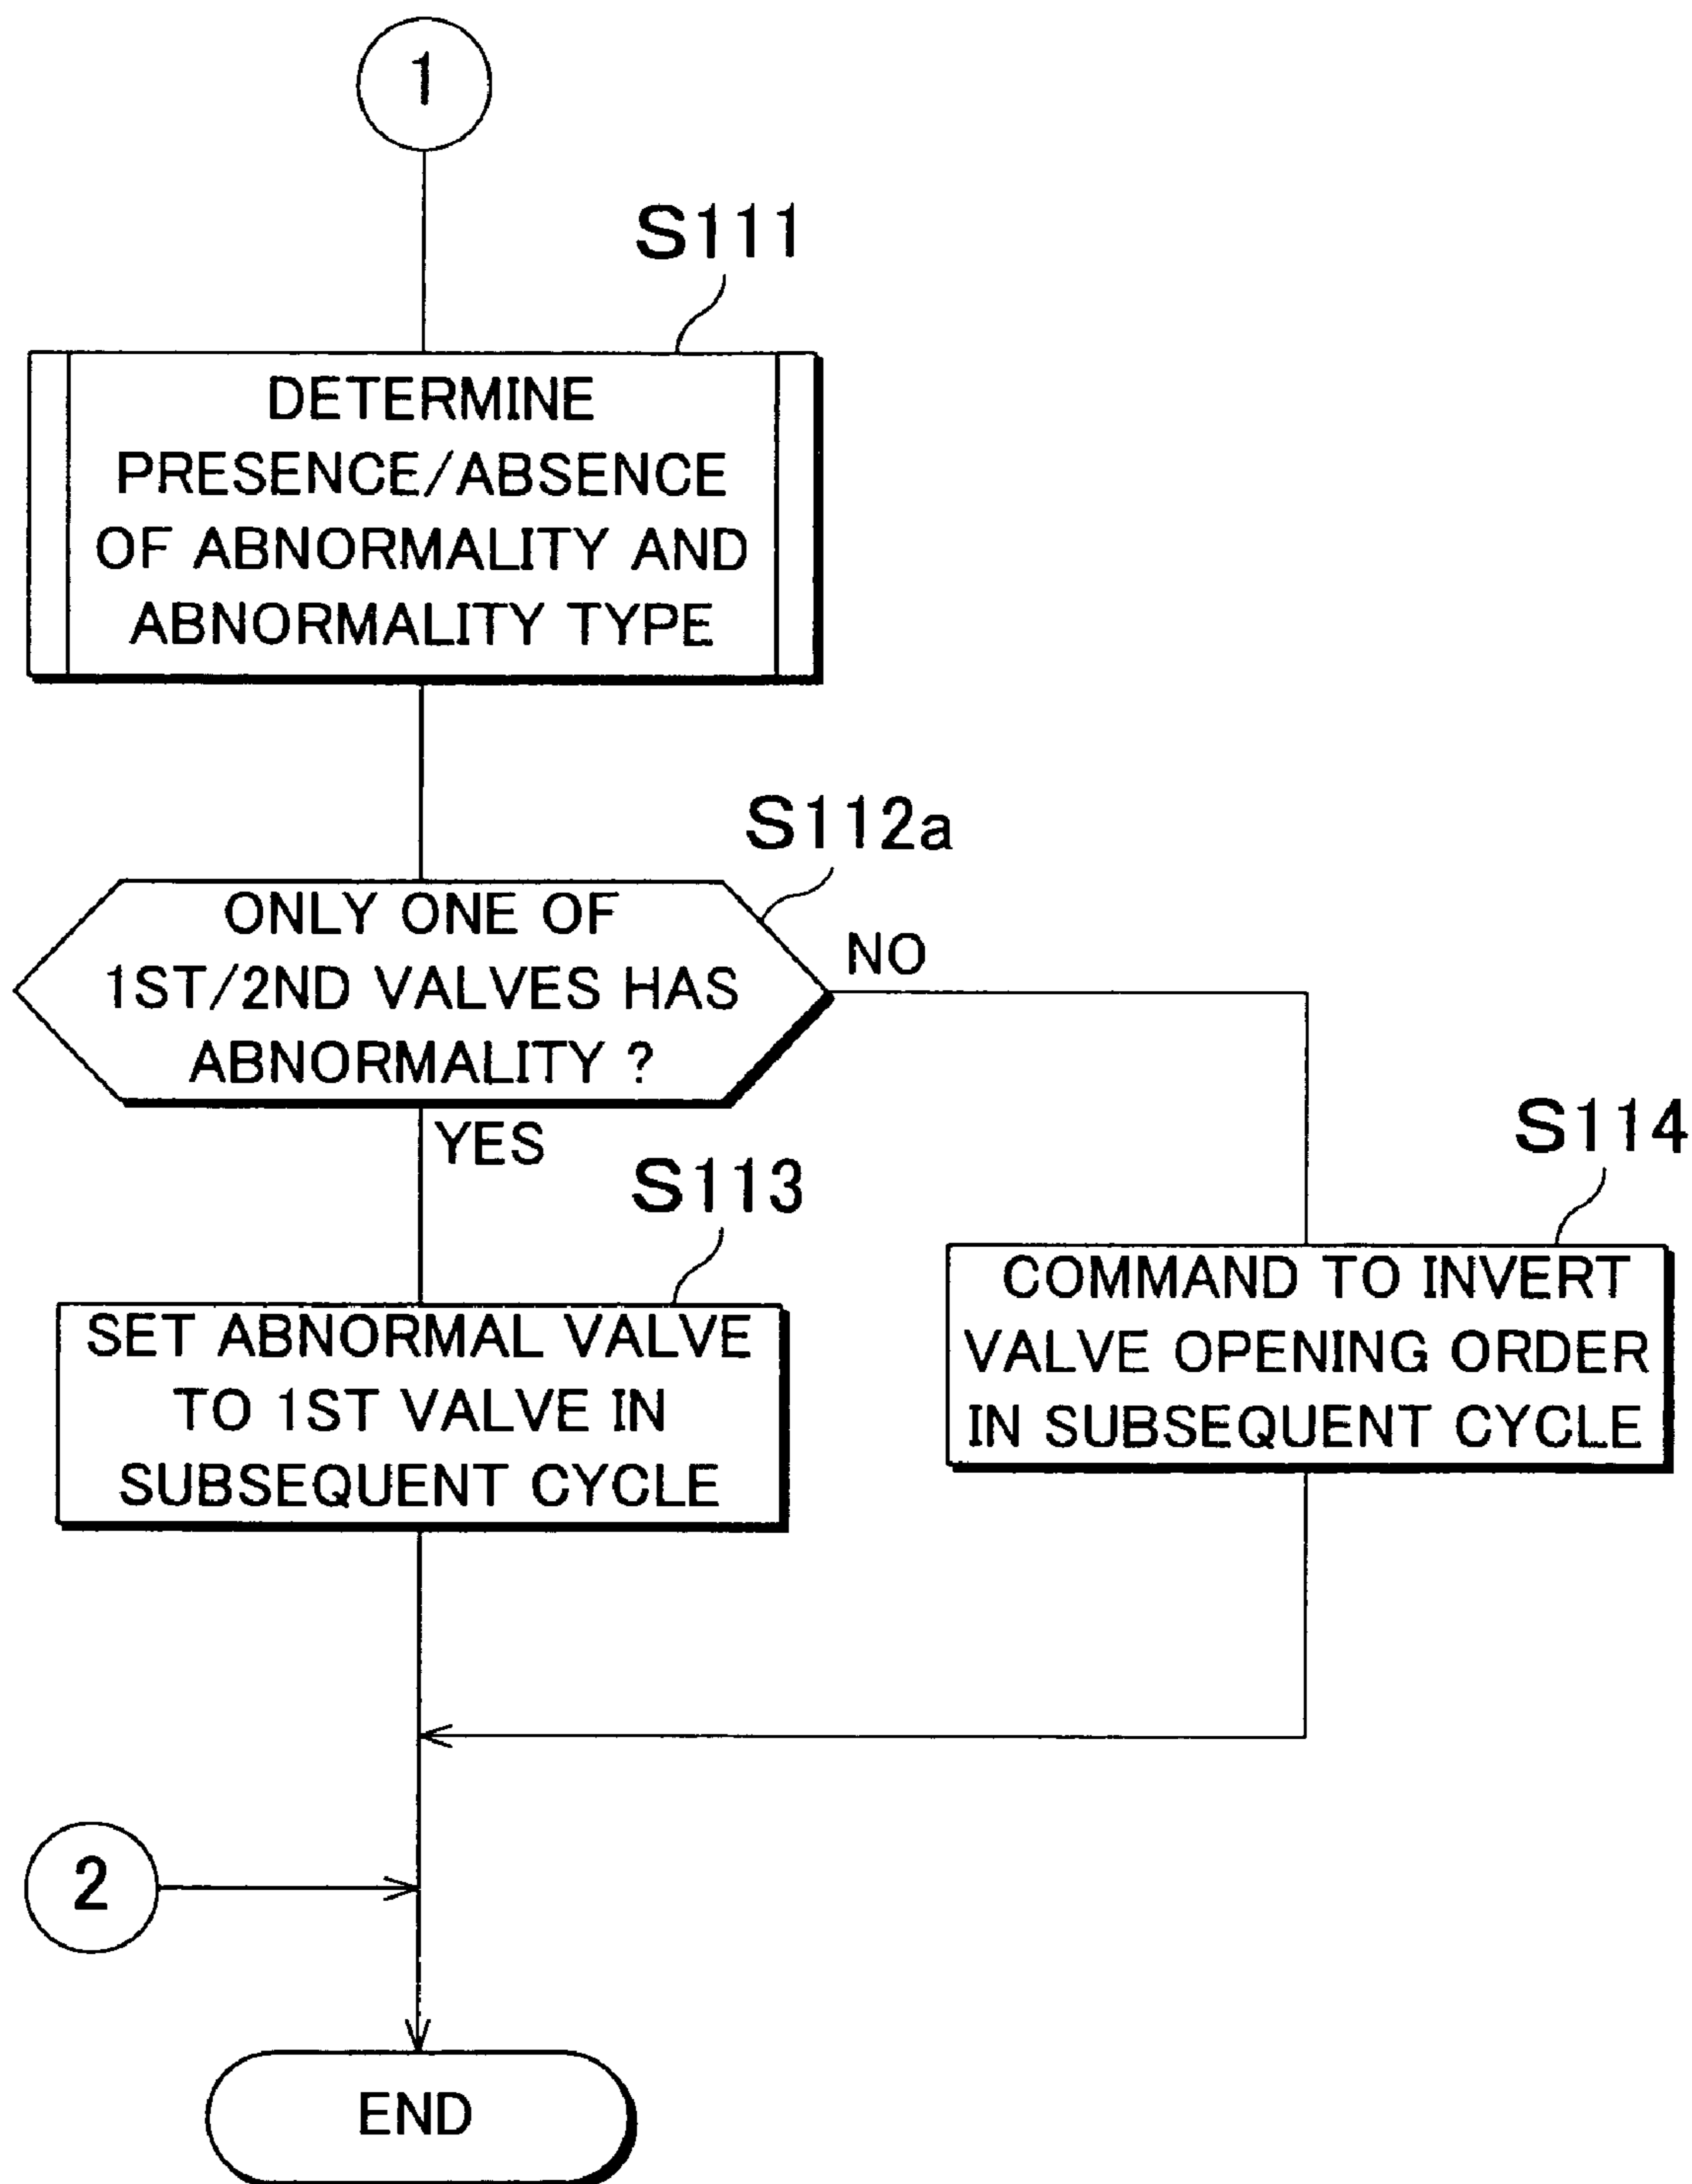 1
S111
DETERMINE
PRESENCE/ABSENCE
OF ABNORMALITY AND
ABNORMALITY TYPE
S112a
ONLY ONE OF
1ST/2ND VALVES HAS
ABNORMALITY ?
NO
YES
S113
SET ABNORMAL VALVE
TO 1ST VALVE IN
SUBSEQUENT CYCLE
S114
COMMAND TO INVERT
VALVE OPENING ORDER
IN SUBSEQUENT CYCLE
2
END